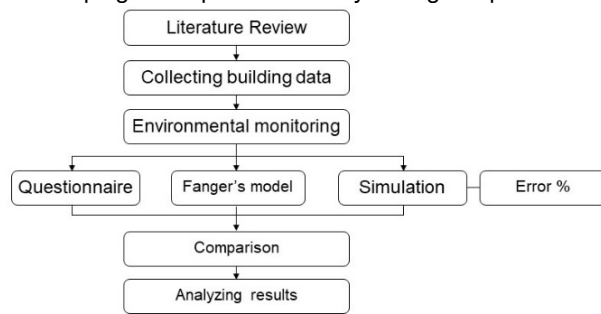 Literature Review
Collecting building data
Environmental monitoring
Questionnaire
Fanger's model
Simulation
Error %
Comparison
Analyzing results